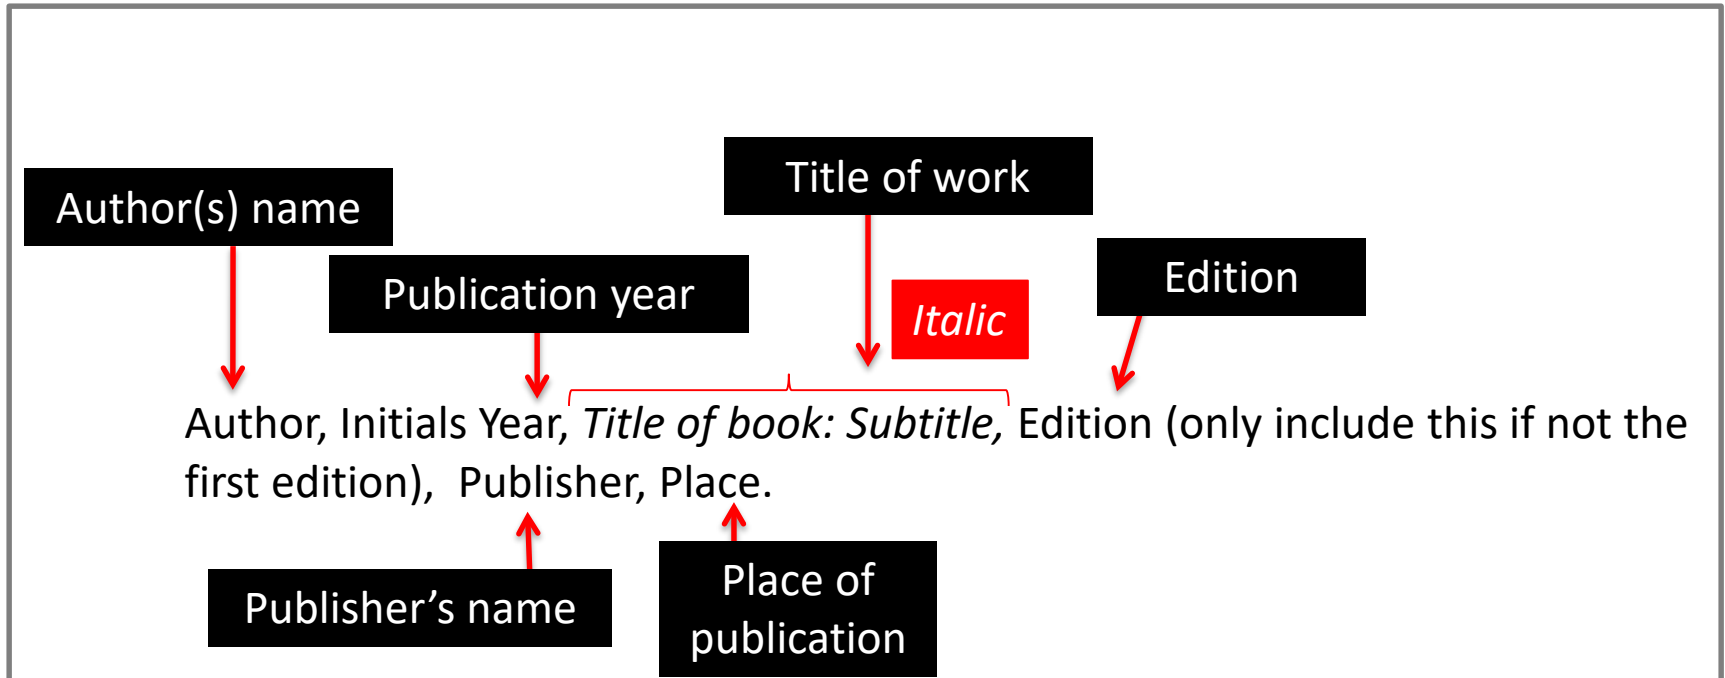 Title of work
Author(s) name
Edition
Publication year
Italic
Author, Initials Year, Title of book: Subtitle, Edition (only include this if not the
first edition),  Publisher, Place.
Publisher’s name
Place of
publication